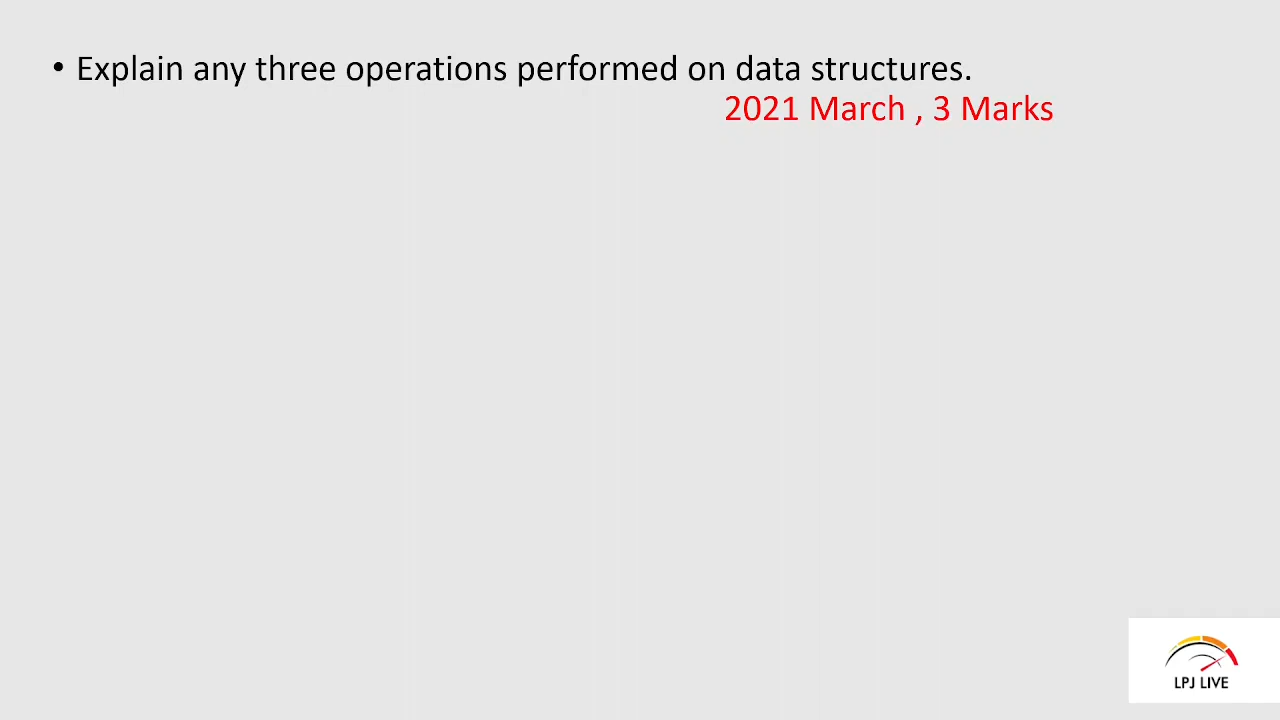 • Explain any three operations performed on data structures.
2021 March , 3 Marks
LPJ LIVE